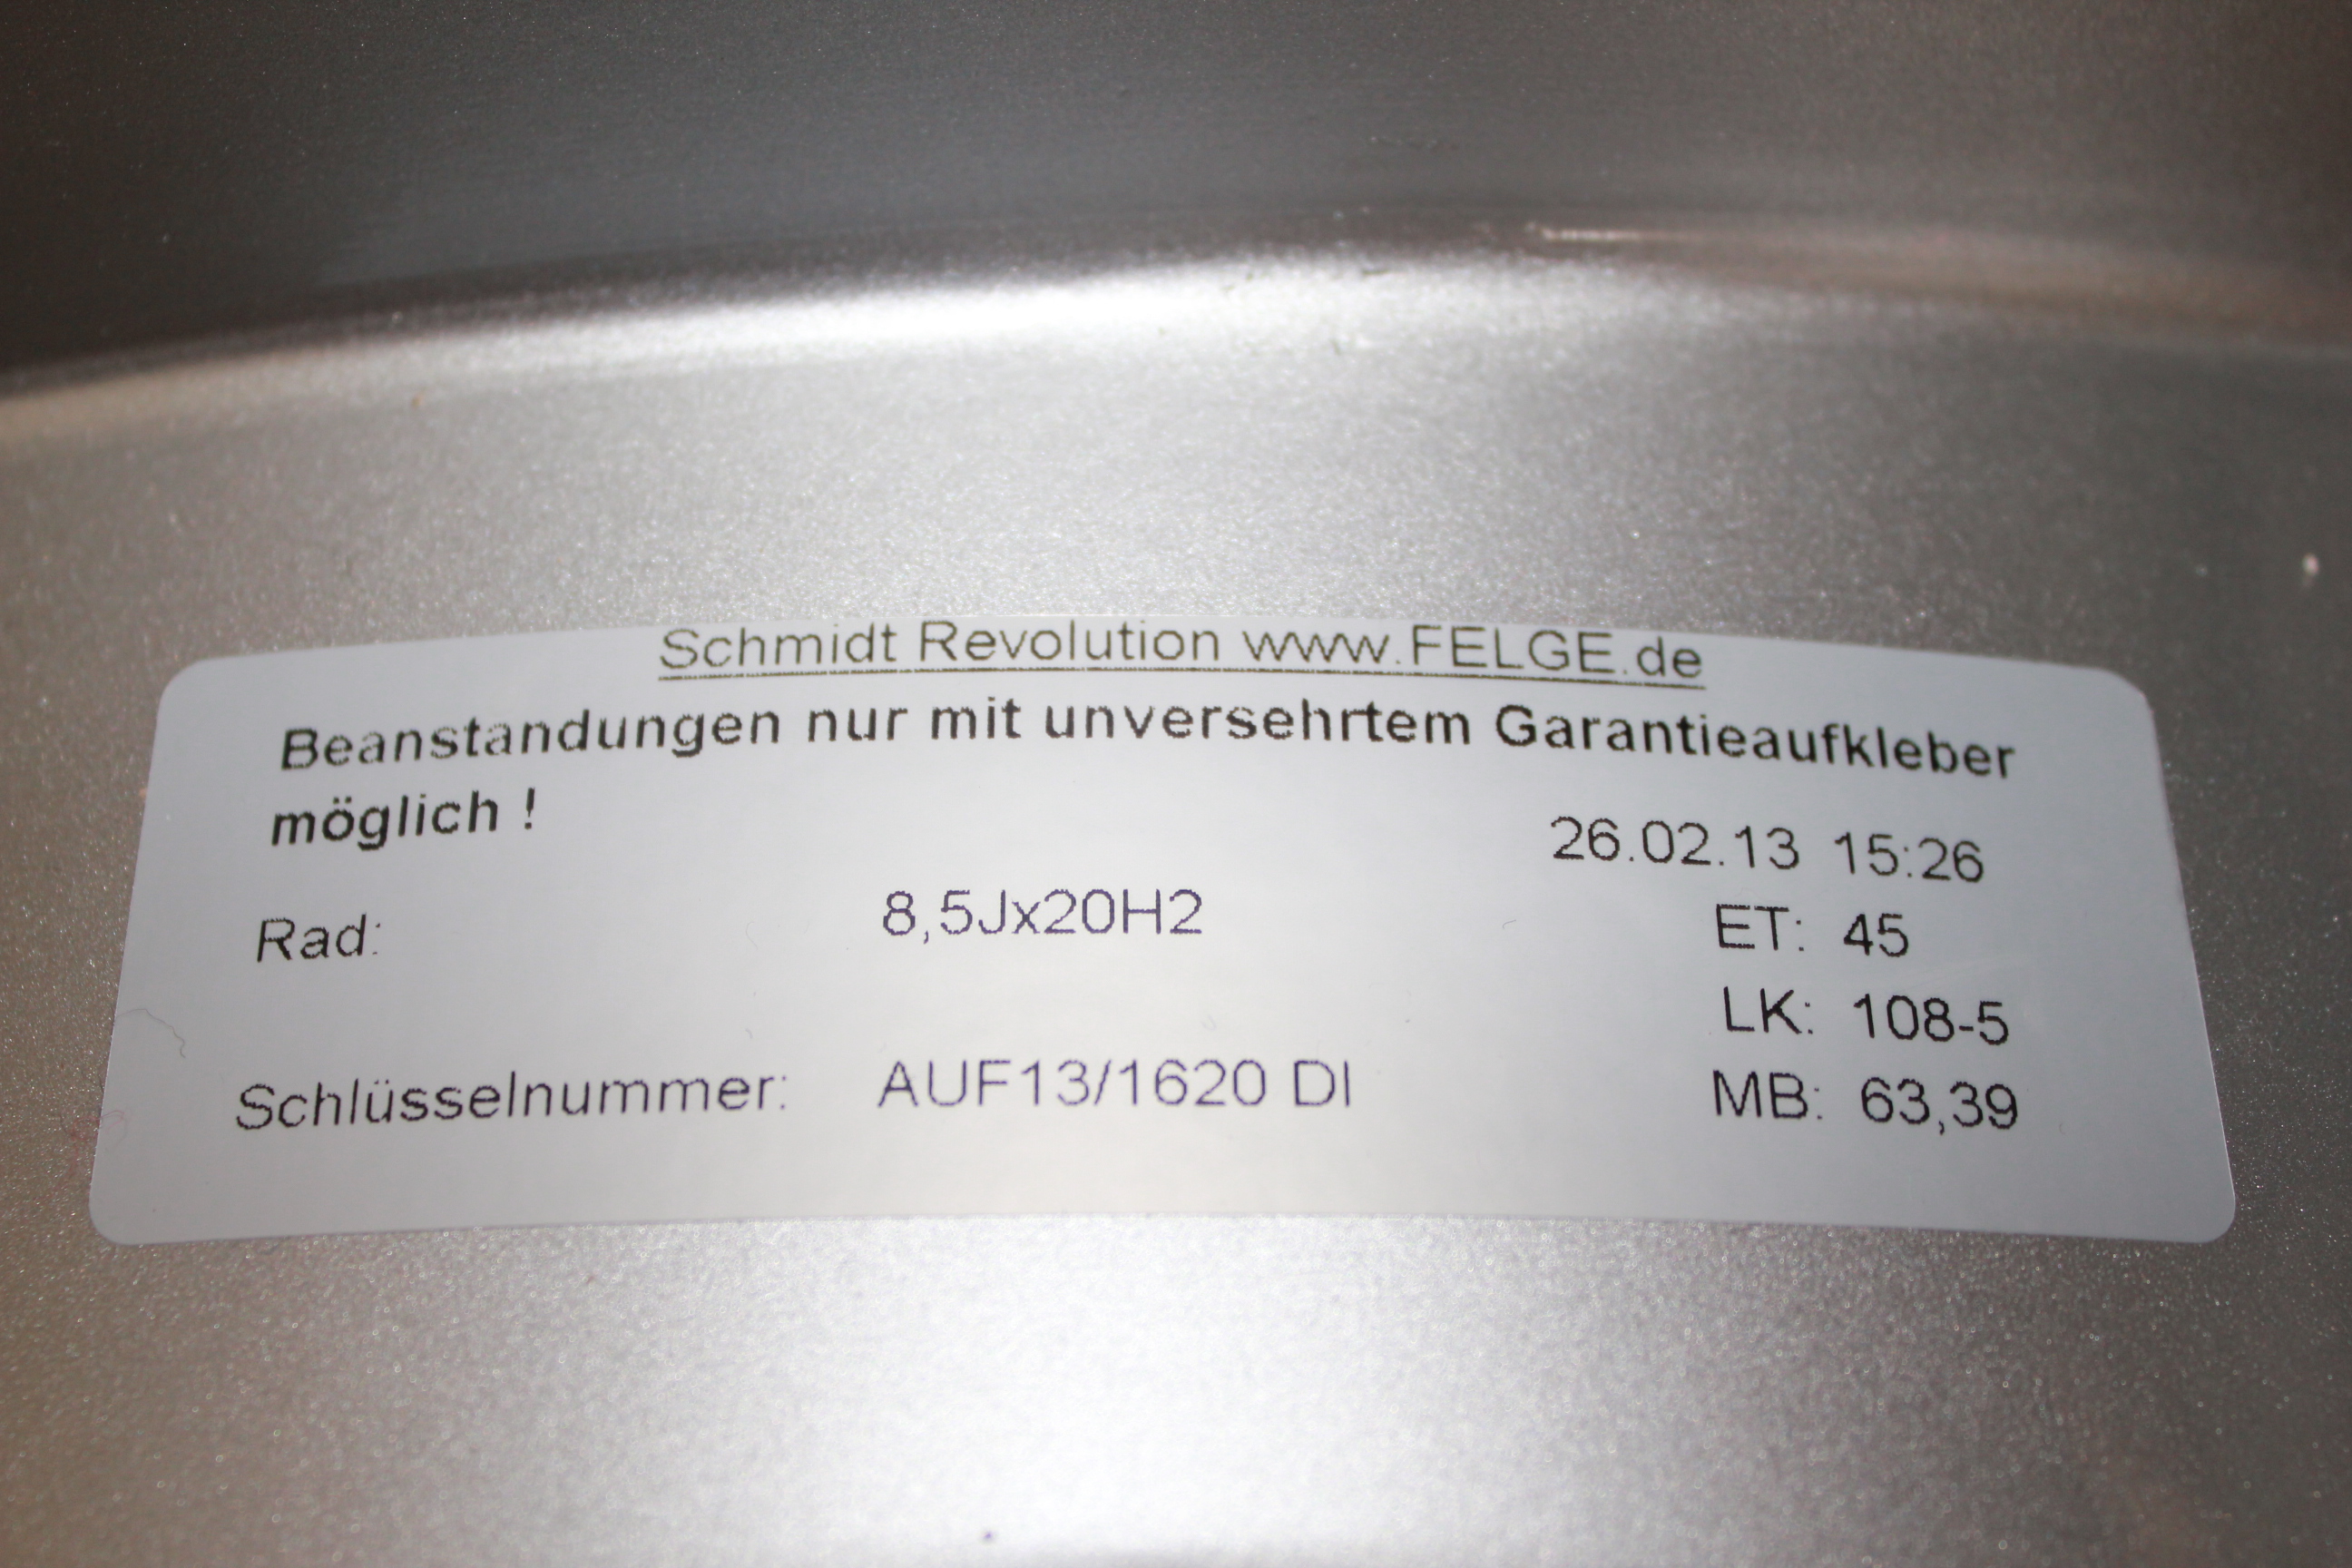 Schmidt Revolution www.FELGE.de
Beanstandungen nur mit unversehrtem Garantieaufkleber
möglich !
26.02.13 15:26
Rad: 8,5Jx20H2 ET: 45
LK: 108-5
Schlüsselnummer: AUF13/1620 DI MB: 63,39